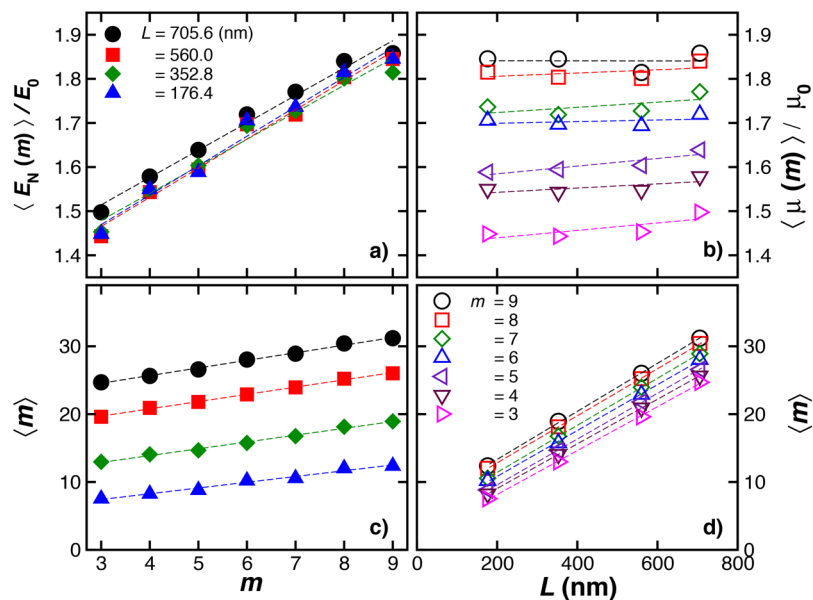 1.9
1.8
1.7
1.6
1.5
1.4
⟨ E_N (m) ⟩ / E_0
L = 705.6 (nm)
= 560.0
= 352.8
= 176.4
a)
b)
1.9
1.8
1.7
1.6
1.5
1.4
⟨ μ (m) ⟩ / μ_0
30
20
10
0
⟨m⟩
c)
3 4 5 6 7 8 9
m
m = 9
= 8
= 7
= 6
= 5
= 4
= 3
d)
30
20
10
0
⟨m⟩
0 200 400 600 800
L (nm)